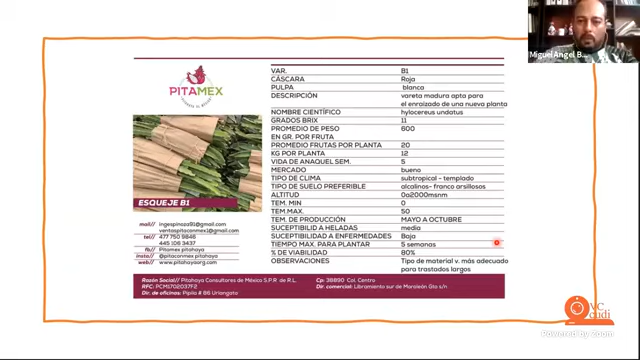 Miguel Angel B...
PITAMEX
VAR. B1
CÁSCARA Roja
PULPA blanca
DESCRIPCIÓN vareta madura apta para
el enraizado de una nueva planta
NOMBRE CIENTÍFICO hylocereus undatus
GRADOS BRIX 11
PROMEDIO DE PESO 600
EN GR. POR FRUTA
PROMEDIO FRUTAS POR PLANTA 20
KG POR PLANTA 12
VIDA DE ANAQUEL SEM. 5
MERCADO bueno
TIPO DE CLIMA subtropical - templado
TIPO DE SUELO PREFERIBLE alcalinos- franco arsillosos
ALTITUD 0a2000msnm
TEM. MIN 0
TEM.MAX. 50
TEM. DE PRODUCCIÓN MAYO A OCTUBRE
SUCEPTIBILID A HELADAS media
SUCEPTIBILIDAD A ENFERMEDADES Baja
TIEMPO MAX. PARA PLANTAR 5 semanas
% DE VIABILIDAD 80%
OBSERVACIONES Tipo de material v. más adecuado
para trastados largos
ESQUEJE B1
mail// ingespinoza91@gmail.com
ventaspitaconmex1@gmail.com
tel// 477 750 9846
445 106 3437
fb// Pitamex pitahaya
insta// @pitaconmex pitahaya
web// www.pitahayaorg.com
Razón Social// Pitahaya Consultores de México S.P.R. de R.L.
RFC: PCM1702037F2
Dir. de oficinas: Pípila # 86 Uriangato
Cp: 38890 Col. Centro
Dir. comercial: Libramiento sur de Moroleón Gto s/n
VC
cudi
Powered by Zoom